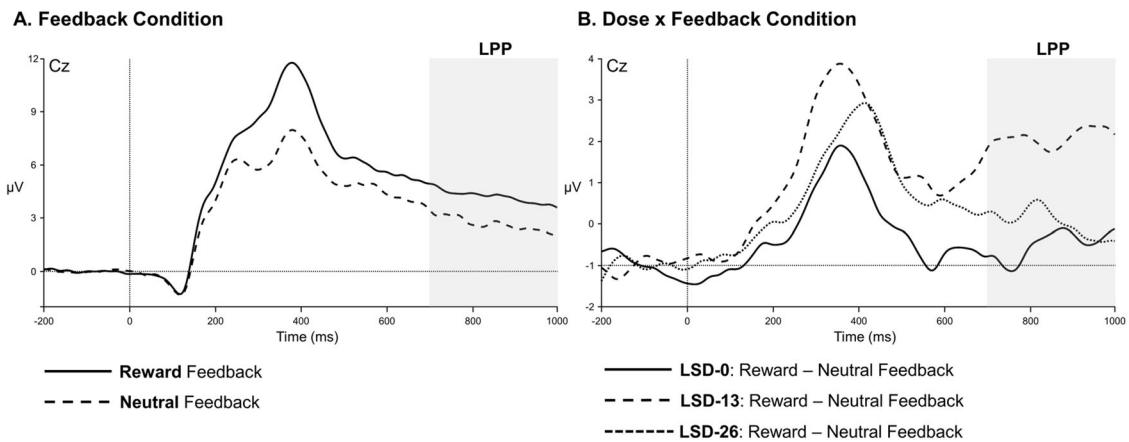 A. Feedback Condition
LPP
Cz
12
9
6
3
0
µV
-200
0
200
400
600
800
1000
Time (ms)
Reward Feedback
Neutral Feedback
B. Dose x Feedback Condition
LPP
Cz
4
3
2
1
0
-1
-2
µV
-200
0
200
400
600
800
1000
Time (ms)
LSD-0: Reward – Neutral Feedback
LSD-13: Reward – Neutral Feedback
LSD-26: Reward – Neutral Feedback